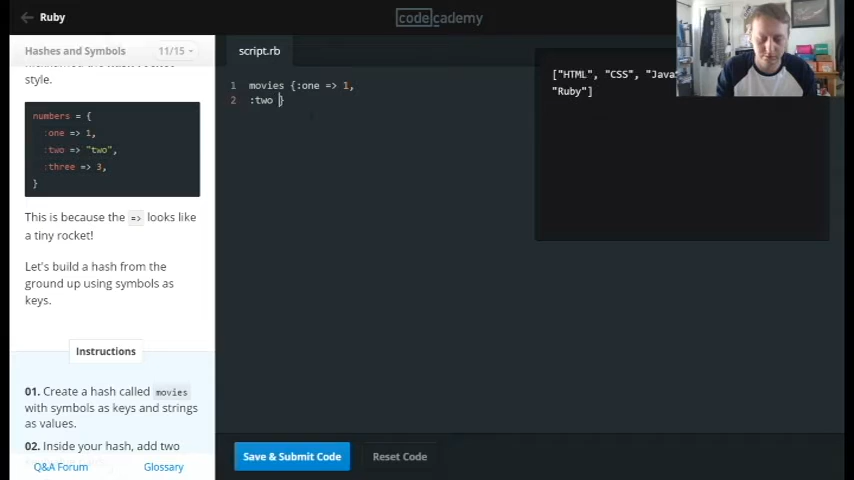 Ruby
codecademy
Hashes and Symbols
11/15
style.
numbers = {
:one => 1,
:two => "two",
:three => 3,
}
This is because the => looks like
a tiny rocket!
Let's build a hash from the
ground up using symbols as
keys.
Instructions
01. Create a hash called movies
with symbols as keys and strings
as values.
02. Inside your hash, add two
Q&A Forum
Glossary
script.rb
1 movies {:one => 1,
2 :two }
["HTML", "CSS", "Java
"Ruby"]
Save & Submit Code
Reset Code